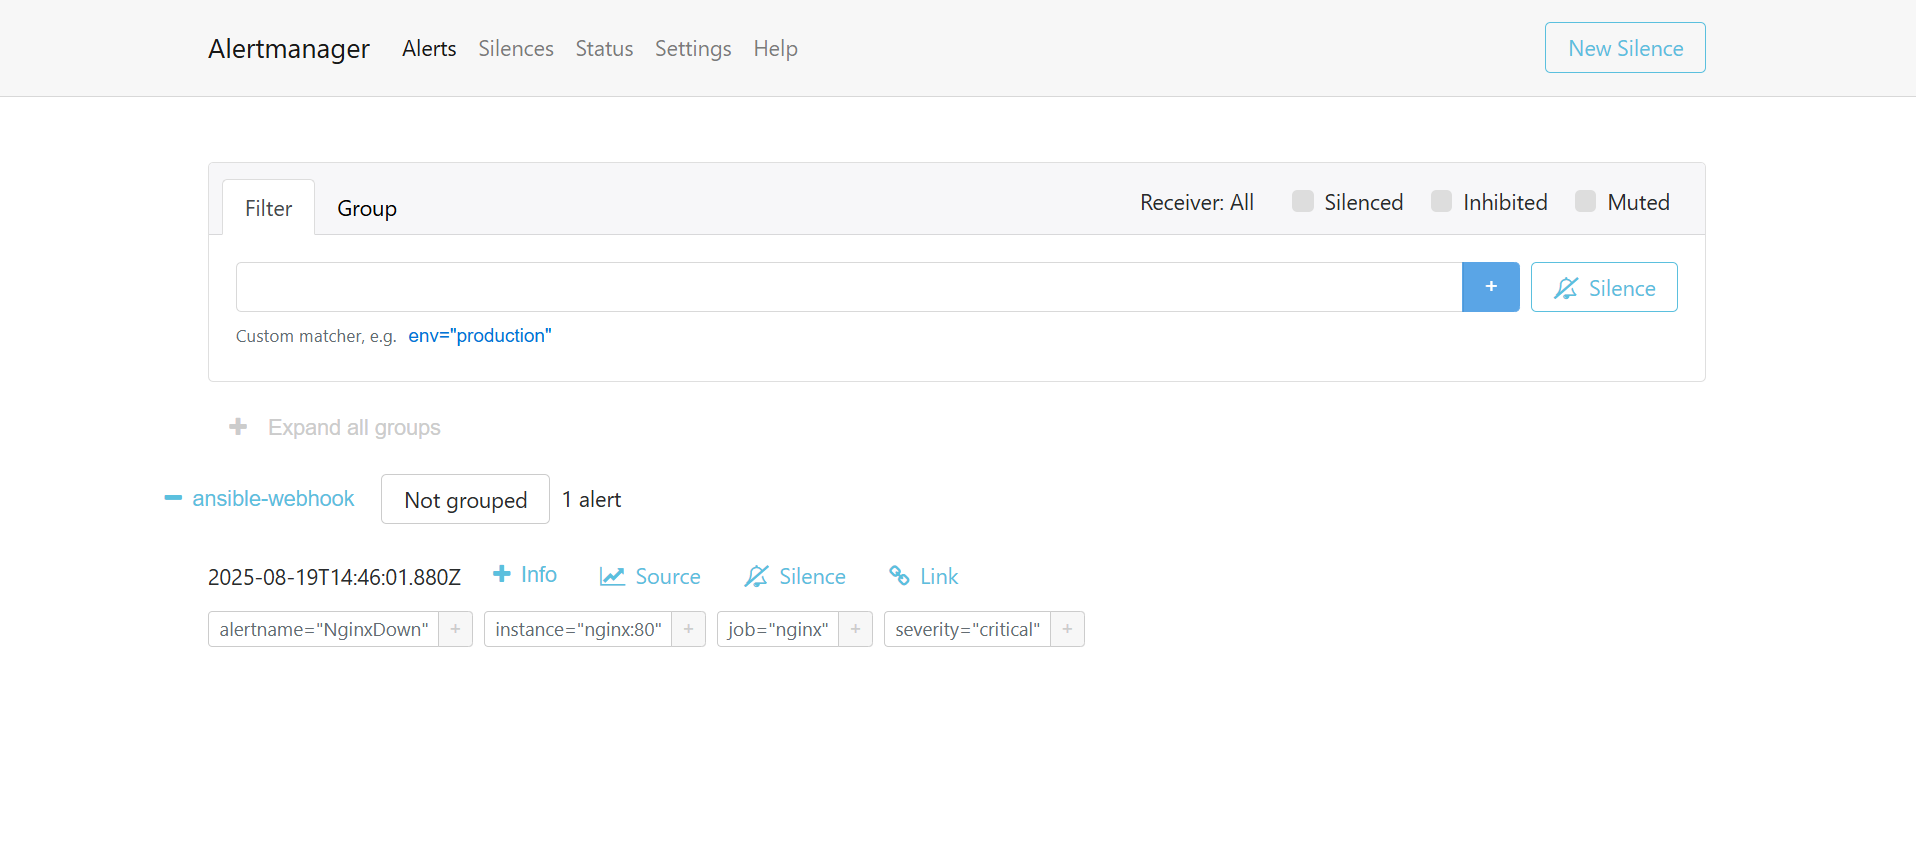 Alertmanager Alerts Silences Status Settings Help New Silence
Filter Group Receiver: All Silenced Inhibited Muted
+ Silence
Custom matcher, e.g. env="production"
+ Expand all groups
ansible-webhook Not grouped 1 alert
2025-08-19T14:46:01.880Z + Info Source Silence Link
alertname="NginxDown" + instance="nginx:80" + job="nginx" + severity="critical" +